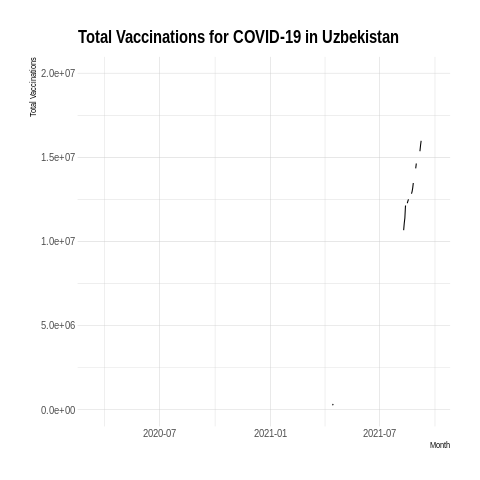 Total Vaccinations for COVID-19 in Uzbekistan
Total Vaccinations
2.0e+07
1.5e+07
1.0e+07
5.0e+06
0.0e+00
2020-07 2021-01 2021-07
Month